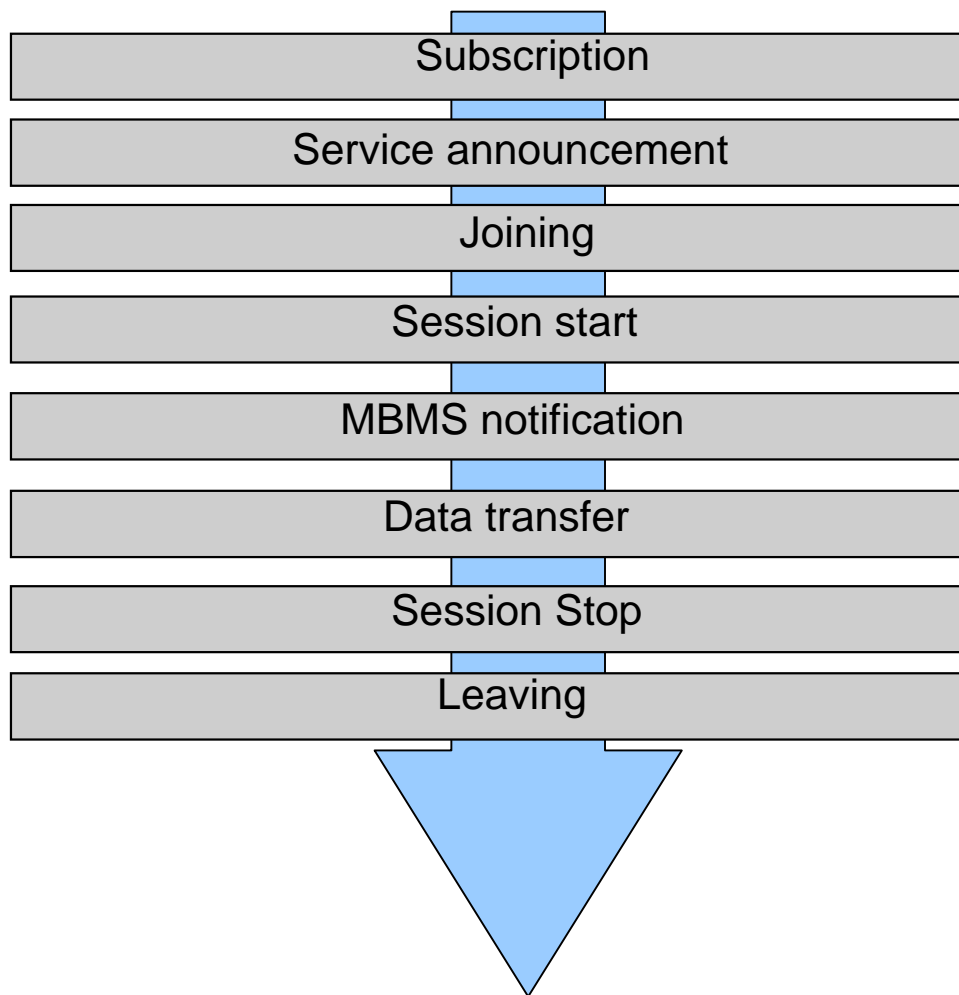 Subscription
Service announcement
Joining
Session start
MBMS notification
Data transfer
Session Stop
Leaving